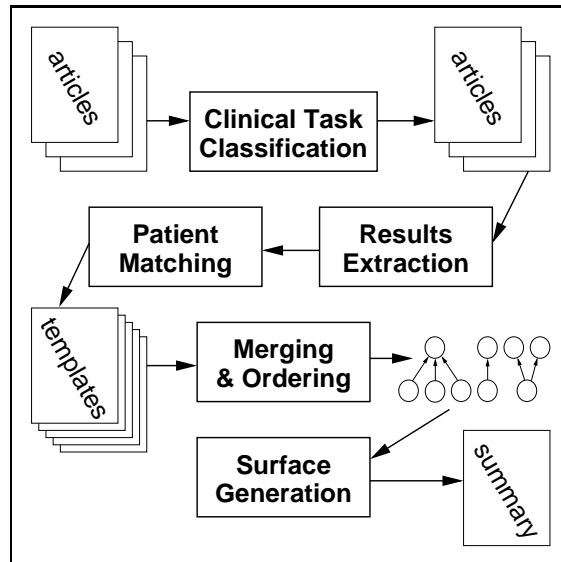 articles
Clinical Task
Classification
articles
Patient
Matching
Results
Extraction
templates
Merging
& Ordering
Surface
Generation
summary